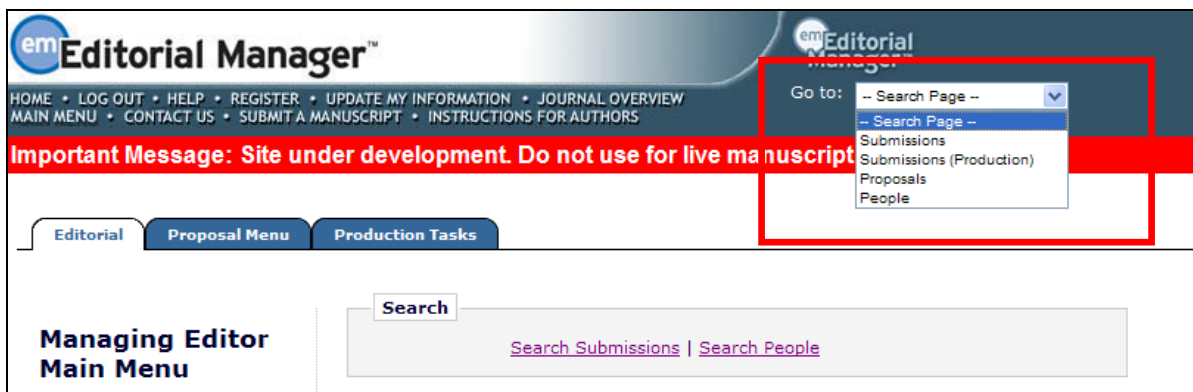 em Editorial Manager™
em Editorial
Manager™
HOME • LOG OUT • HELP • REGISTER • UPDATE MY INFORMATION • JOURNAL OVERVIEW
MAIN MENU • CONTACT US • SUBMIT A MANUSCRIPT • INSTRUCTIONS FOR AUTHORS
Go to: -- Search Page --
-- Search Page --
Submissions
Submissions (Production)
Proposals
People
Important Message: Site under development. Do not use for live manuscript
Editorial Proposal Menu Production Tasks
Search
Search Submissions | Search People
Managing Editor
Main Menu